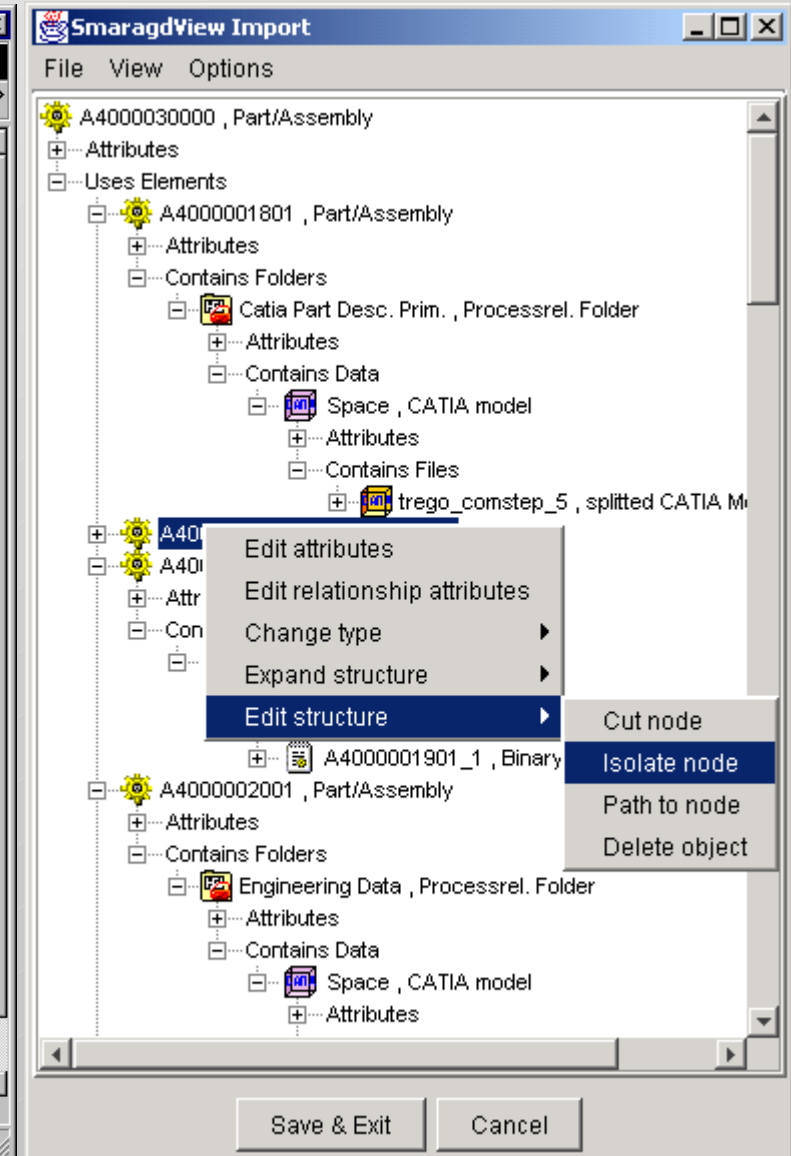 SmaragdView Import
File View Options
A4000030000 , Part/Assembly
Attributes
Uses Elements
A4000001801 , Part/Assembly
Attributes
Contains Folders
Catia Part Desc. Prim. , Processrel. Folder
Attributes
Contains Data
Space , CATIA model
Attributes
Contains Files
trego_comstep_5 , splitted CATIA M
A40
Edit attributes
A40
Edit relationship attributes
Attr
Change type
Con
Expand structure
Edit structure
Cut node
A4000001901_1 , Binary
Isolate node
A4000002001 , Part/Assembly
Path to node
Attributes
Delete object
Contains Folders
Engineering Data , Processrel. Folder
Attributes
Contains Data
Space , CATIA model
Attributes
Save & Exit Cancel